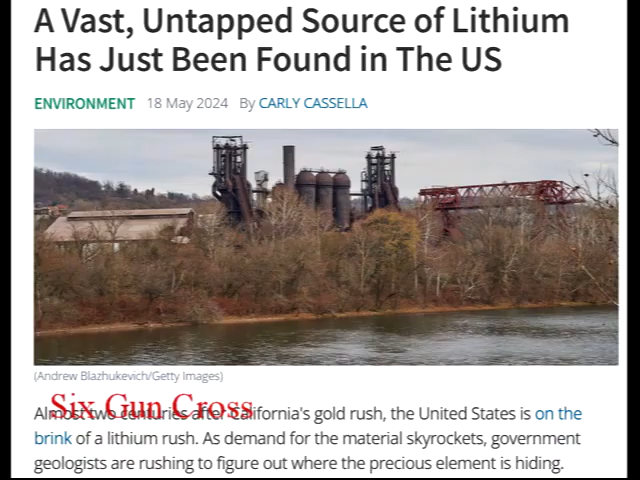 A Vast, Untapped Source of Lithium
Has Just Been Found in The US
ENVIRONMENT 18 May 2024 By CARLY CASSELLA
(Andrew Blazhukevich/Getty Images)
Six Gun Cross
Almost two centuries after California's gold rush, the United States is on the
brink of a lithium rush. As demand for the material skyrockets, government
geologists are rushing to figure out where the precious element is hiding.